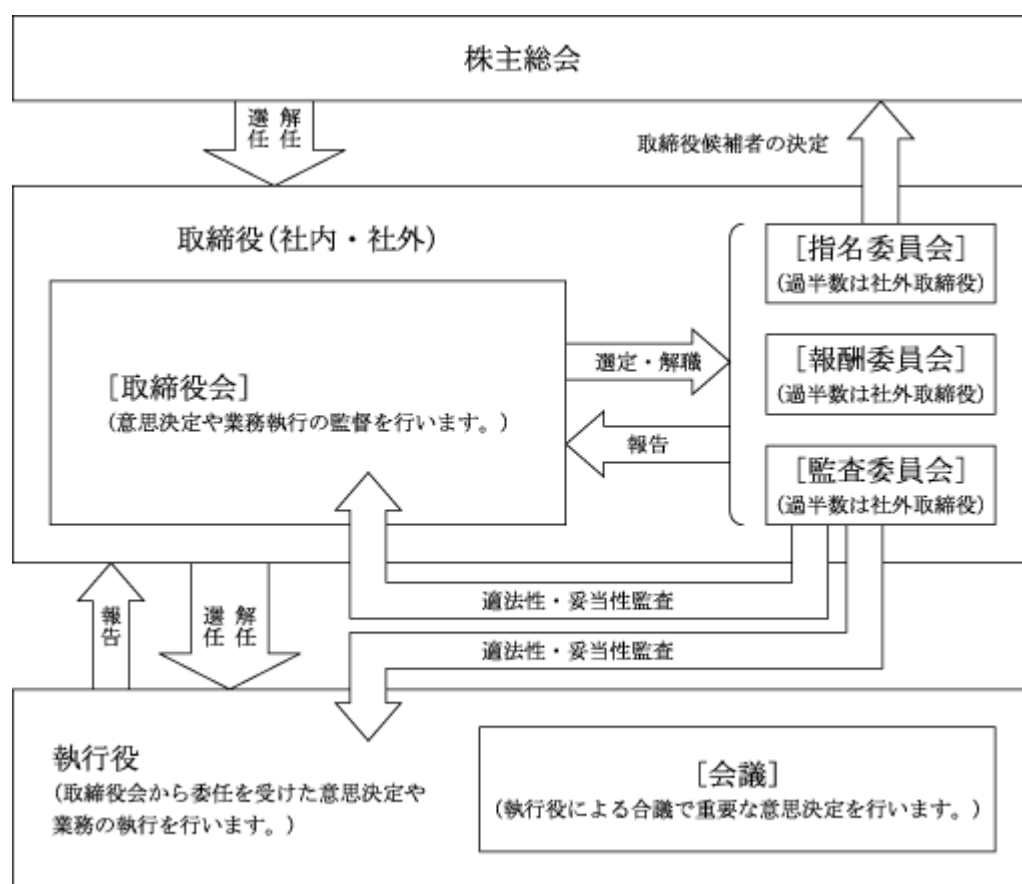 株主総会
選任 解任
取締役候補者の決定
取締役(社内・社外)
[指名委員会]
(過半数は社外取締役)
[取締役会]
(意思決定や業務執行の監督を行います。)
選定・解職
[報酬委員会]
(過半数は社外取締役)
報告
[監査委員会]
(過半数は社外取締役)
適法性・妥当性監査
報告
選任 解任
適法性・妥当性監査
執行役
(取締役会から委任を受けた意思決定や
業務の執行を行います。)
[会議]
(執行役による合議で重要な意思決定を行います。)